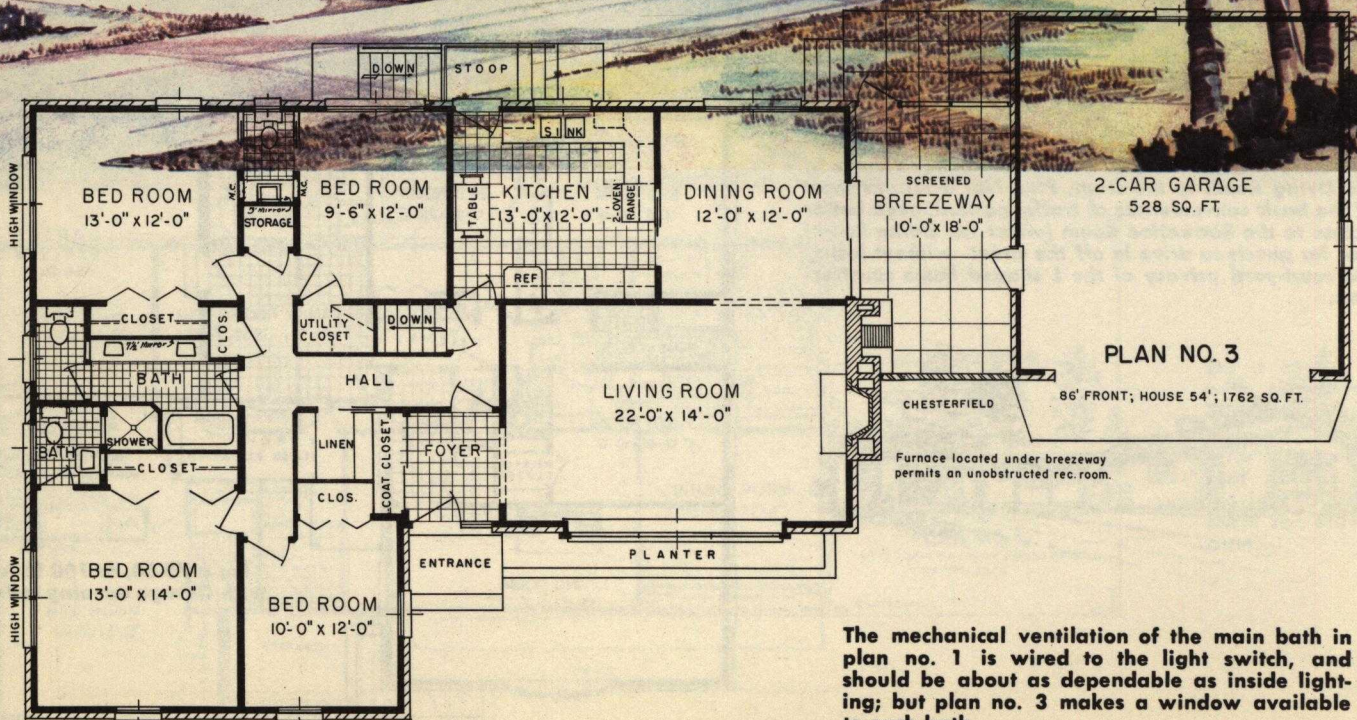 DOWN
STOOP
HIGH WINDOW
BED ROOM
13'-0" x 12'-0"
M.C.
M.C.
5' Mirror
STORAGE
BED ROOM
9'-6" x 12'-0"
TABLE
SINK
KITCHEN
13'-0" x 12'-0"
2-OVEN
RANGE
REF
DINING ROOM
12'-0" x 12'-0"
SCREENED
BREEZEWAY
10'-0" x 18'-0"
2-CAR GARAGE
528 SQ. FT
CLOSET
CLOS.
7½' Mirror
BATH
UTILITY
CLOSET
DOWN
HALL
LIVING ROOM
22'-0" x 14'-0"
PLAN NO. 3
86' FRONT; HOUSE 54'; 1762 SQ. FT.
CHESTERFIELD
BATH
SHOWER
CLOSET
LINEN
COAT CLOSET
FOYER
CLOS.
Furnace located under breezeway
permits an unobstructed rec. room.
ENTRANCE
PLANTER
HIGH WINDOW
BED ROOM
13'-0" x 14'-0"
BED ROOM
10'-0" x 12'-0"
The mechanical ventilation of the main bath in
plan no. 1 is wired to the light switch, and
should be about as dependable as inside light-
ing; but plan no. 3 makes a window available